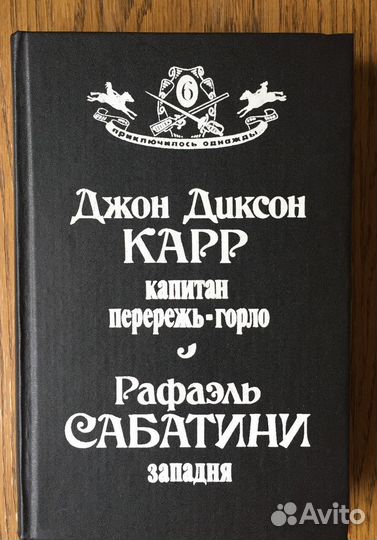 6
приключилось однажды
Джон Диксон
КАРР
капитан
перережь-горло
Рафаэль
САБАТИНИ
западня
Avito